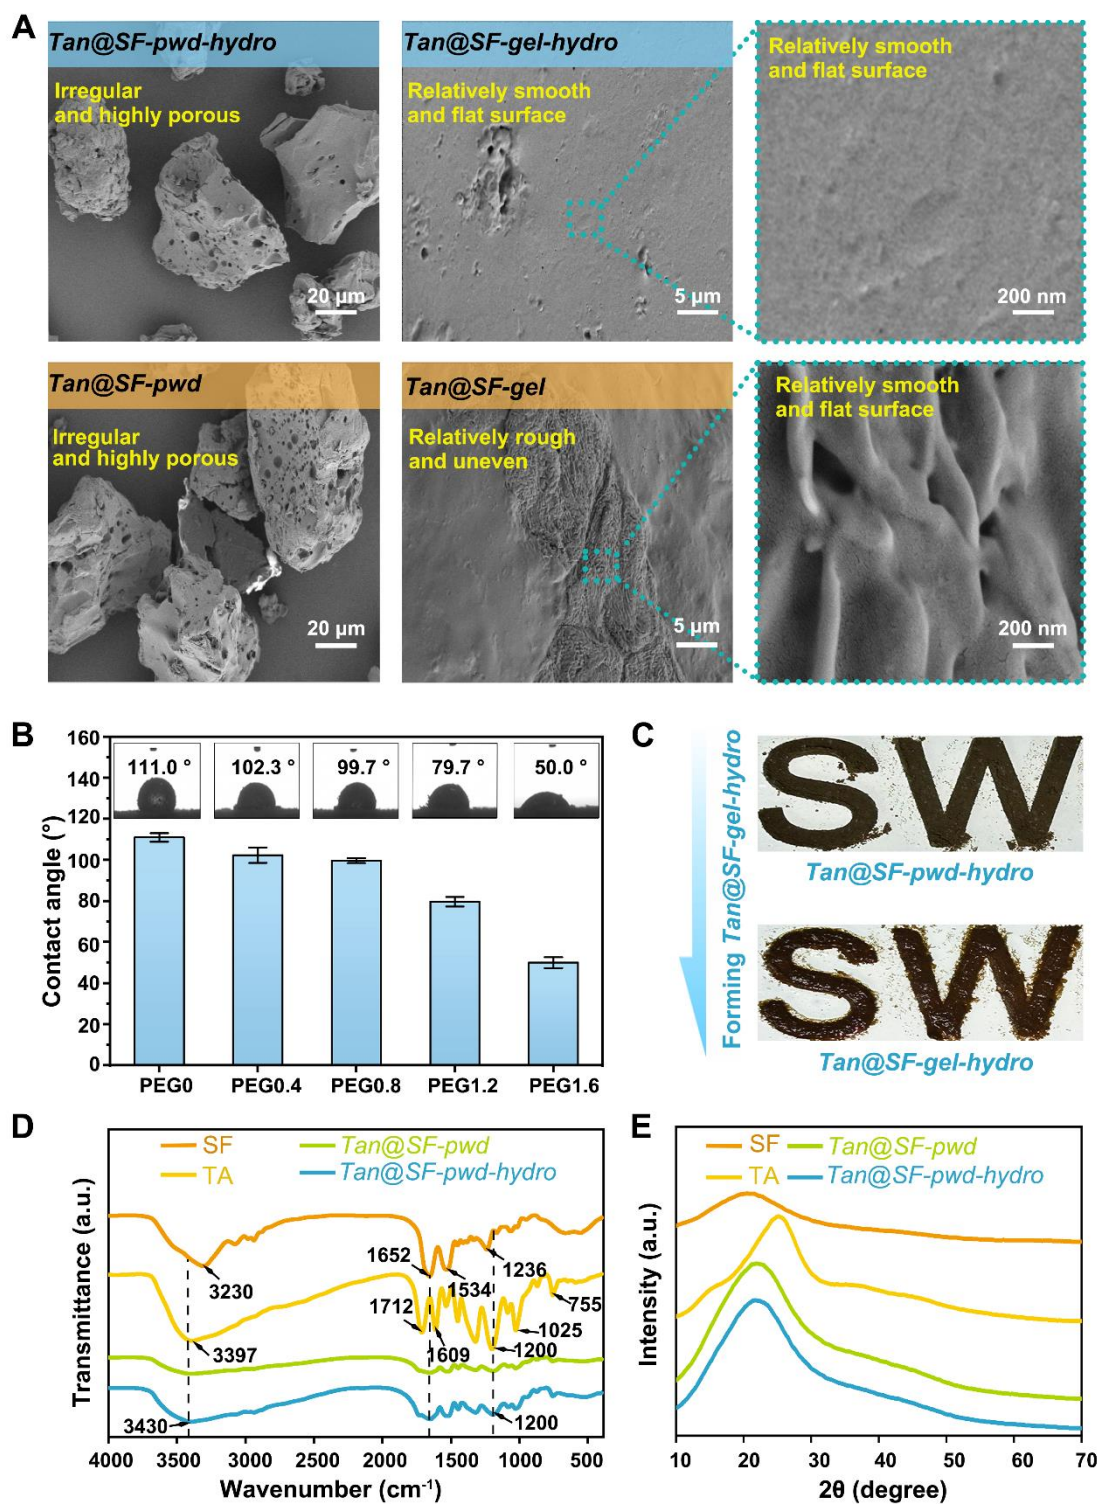 A
Tan@SF-pwd-hydro
Irregular
and highly porous
20 μm
Tan@SF-gel-hydro
Relatively smooth
and flat surface
5 μm
Relatively smooth
and flat surface
200 nm
Tan@SF-pwd
Irregular
and highly porous
20 μm
Tan@SF-gel
Relatively rough
and uneven
5 μm
Relatively smooth
and flat surface
200 nm
B
Contact angle (°)
160
140
120
100
80
60
40
20
0
111.0 °
102.3 °
99.7 °
79.7 °
50.0 °
PEG0
PEG0.4
PEG0.8
PEG1.2
PEG1.6
C
Forming Tan@SF-gel-hydro
SW
Tan@SF-pwd-hydro
SW
Tan@SF-gel-hydro
D
SF
Tan@SF-pwd
TA
Tan@SF-pwd-hydro
Transmittance (a.u.)
3230
1652
1534
1236
3397
1712
1609
1200
1025
755
3430
1200
4000
3500
3000
2500
2000
1500
1000
500
Wavenumber (cm⁻¹)
E
SF
Tan@SF-pwd
TA
Tan@SF-pwd-hydro
Intensity (a.u.)
10
20
30
40
50
60
70
2θ (degree)